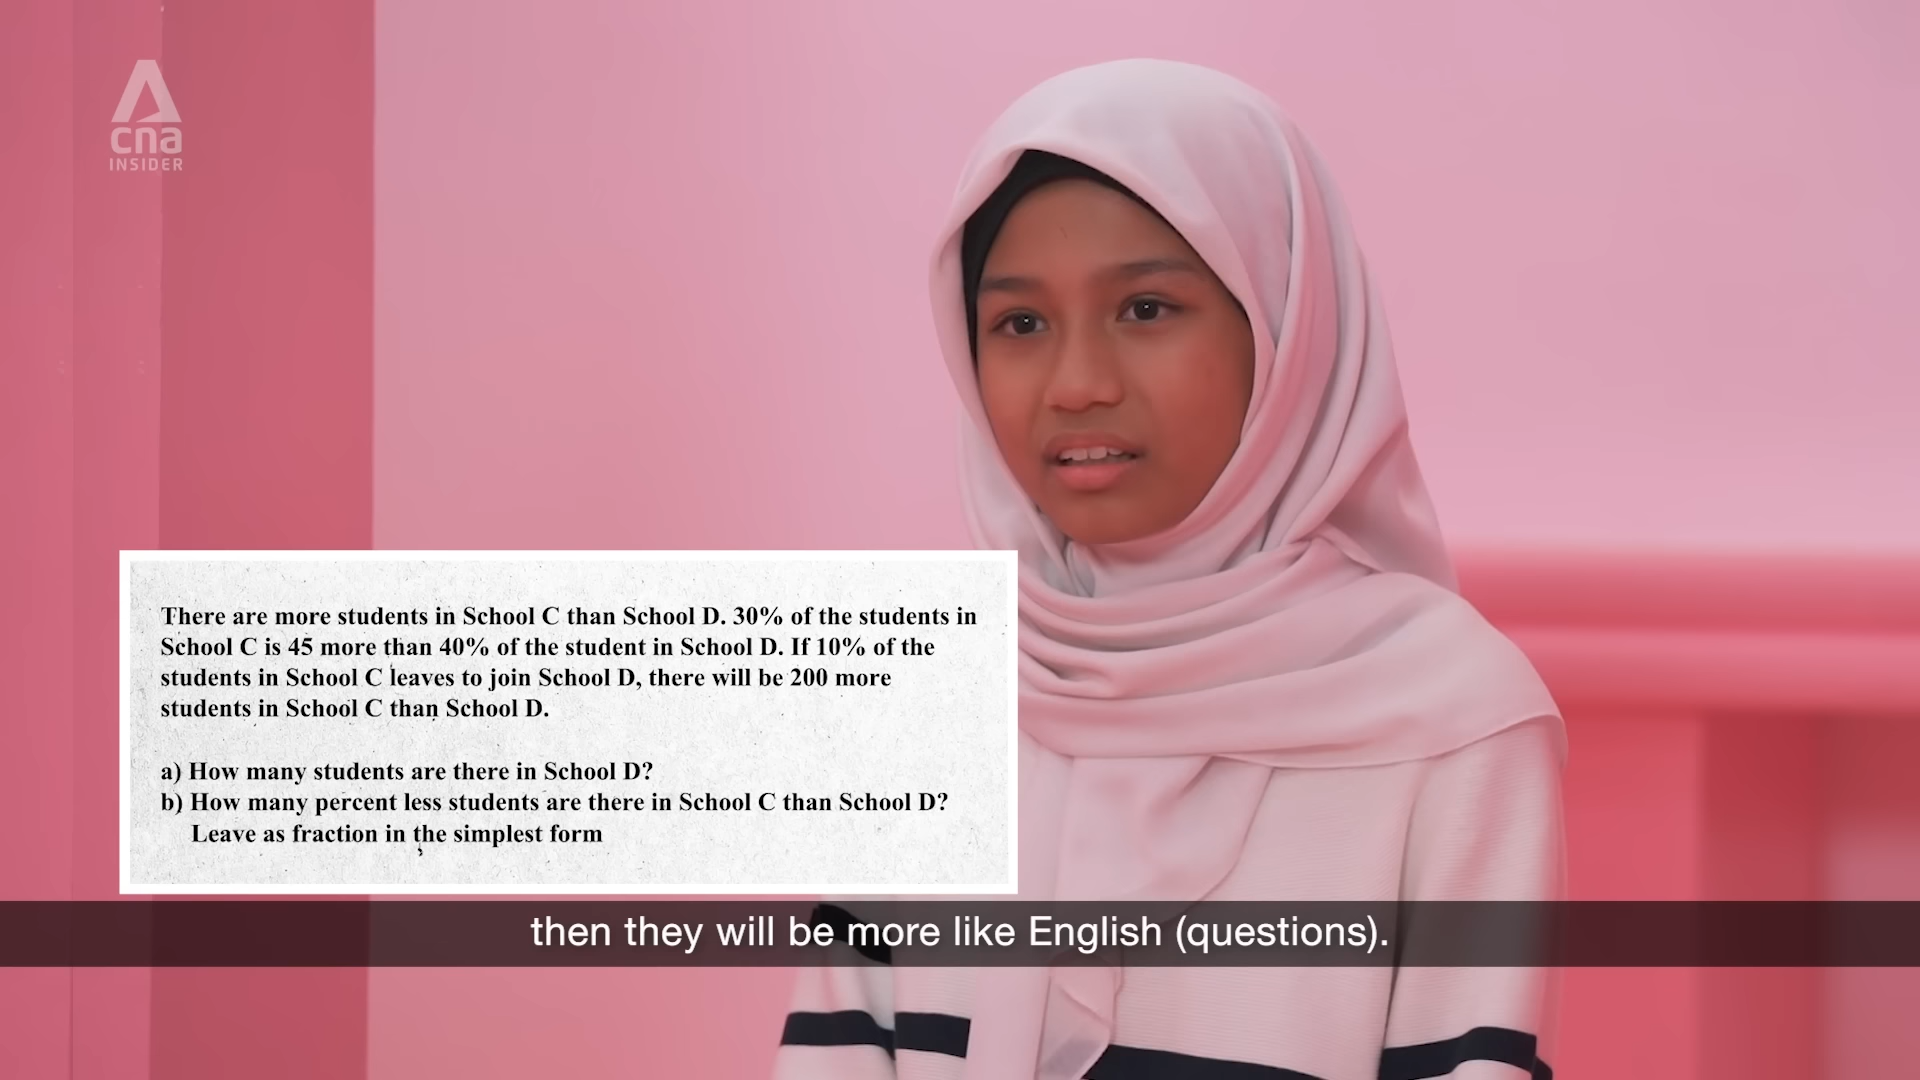 cna
INSIDER
There are more students in School C than School D. 30% of the students in
School C is 45 more than 40% of the student in School D. If 10% of the
students in School C leaves to join School D, there will be 200 more
students in School C than School D.
a) How many students are there in School D?
b) How many percent less students are there in School C than School D?
Leave as fraction in the simplest form
then they will be more like English (questions).